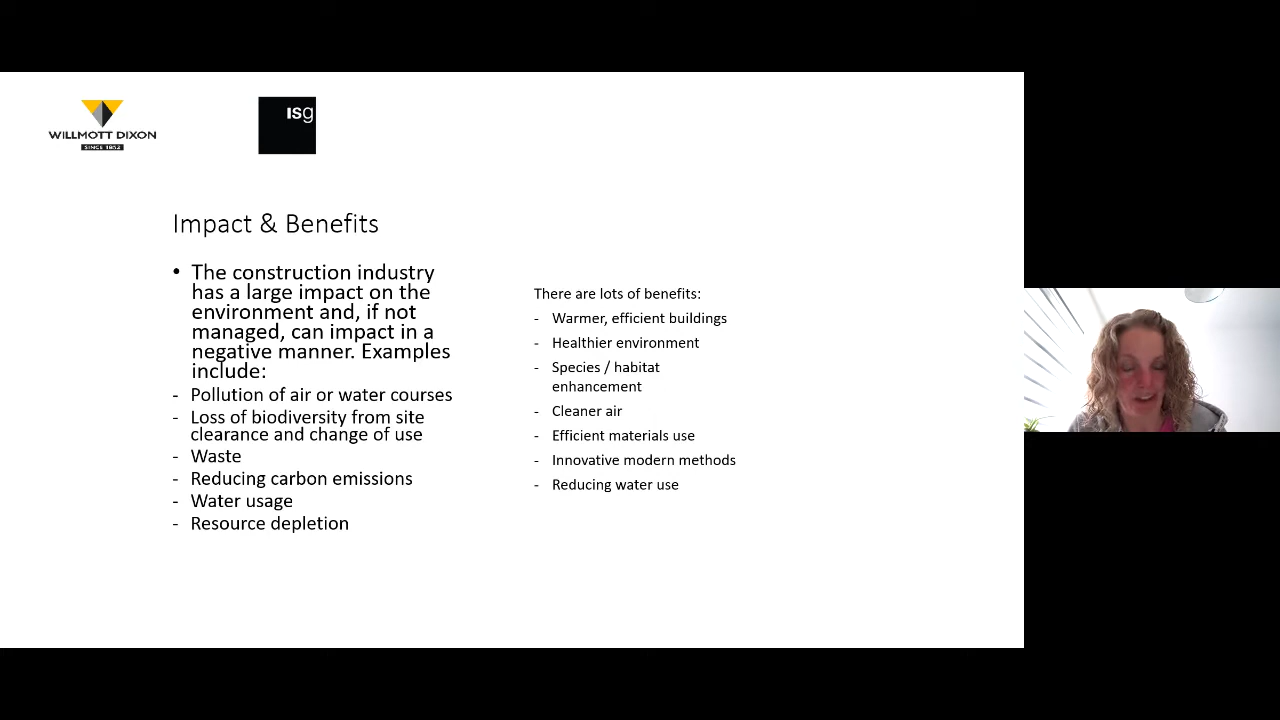 WILLMOTT DIXON
SINCE 1852
ISg
Impact & Benefits
• The construction industry
has a large impact on the
environment and, if not
managed, can impact in a
negative manner. Examples
include:
- Pollution of air or water courses
- Loss of biodiversity from site
clearance and change of use
- Waste
- Reducing carbon emissions
- Water usage
- Resource depletion
There are lots of benefits:
- Warmer, efficient buildings
- Healthier environment
- Species / habitat
enhancement
- Cleaner air
- Efficient materials use
- Innovative modern methods
- Reducing water use